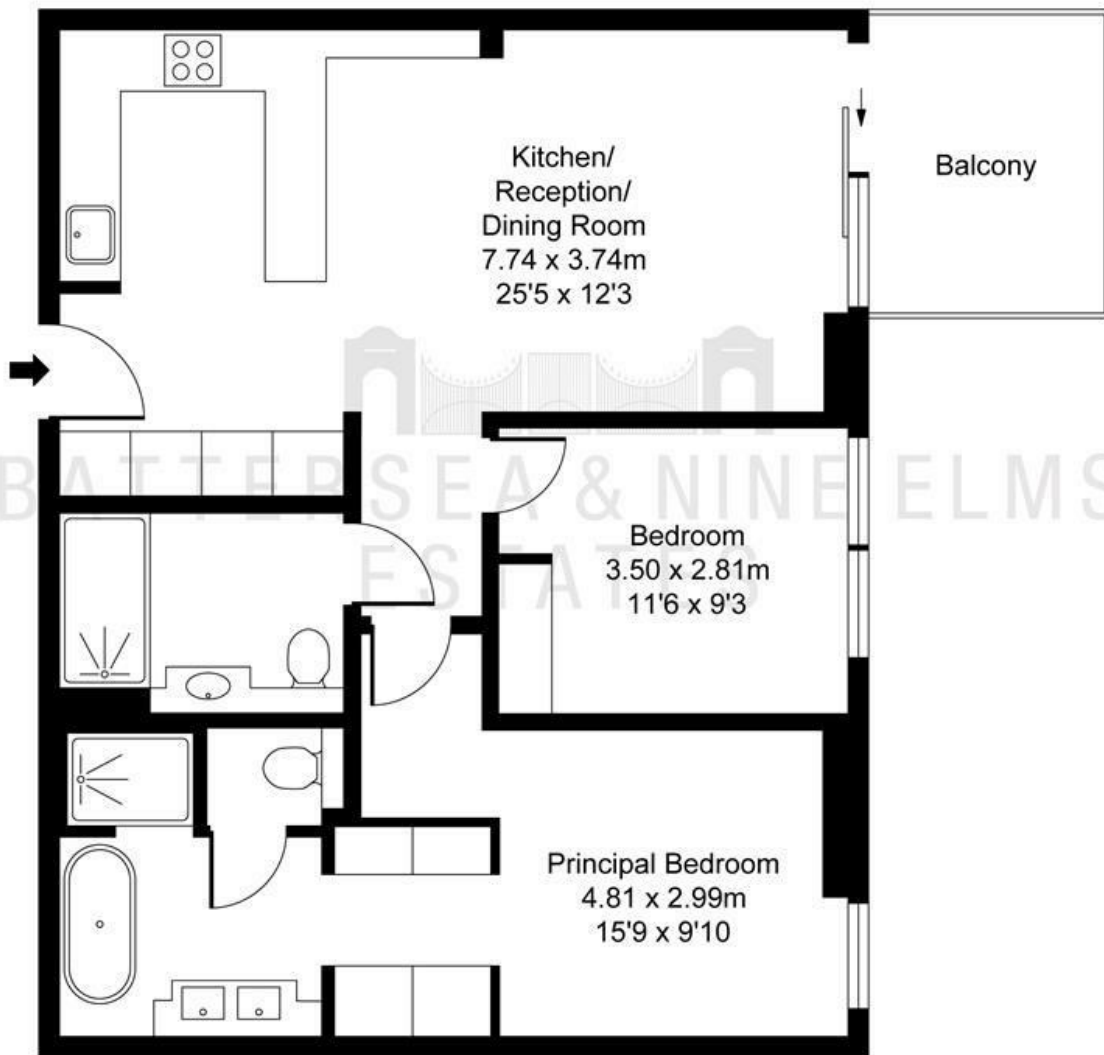 Kitchen/
Reception/
Dining Room
7.74 x 3.74m
25'5 x 12'3
Balcony
BATTERSEA & NINE ELMS
ESTATES
Bedroom
3.50 x 2.81m
11'6 x 9'3
Principal Bedroom
4.81 x 2.99m
15'9 x 9'10